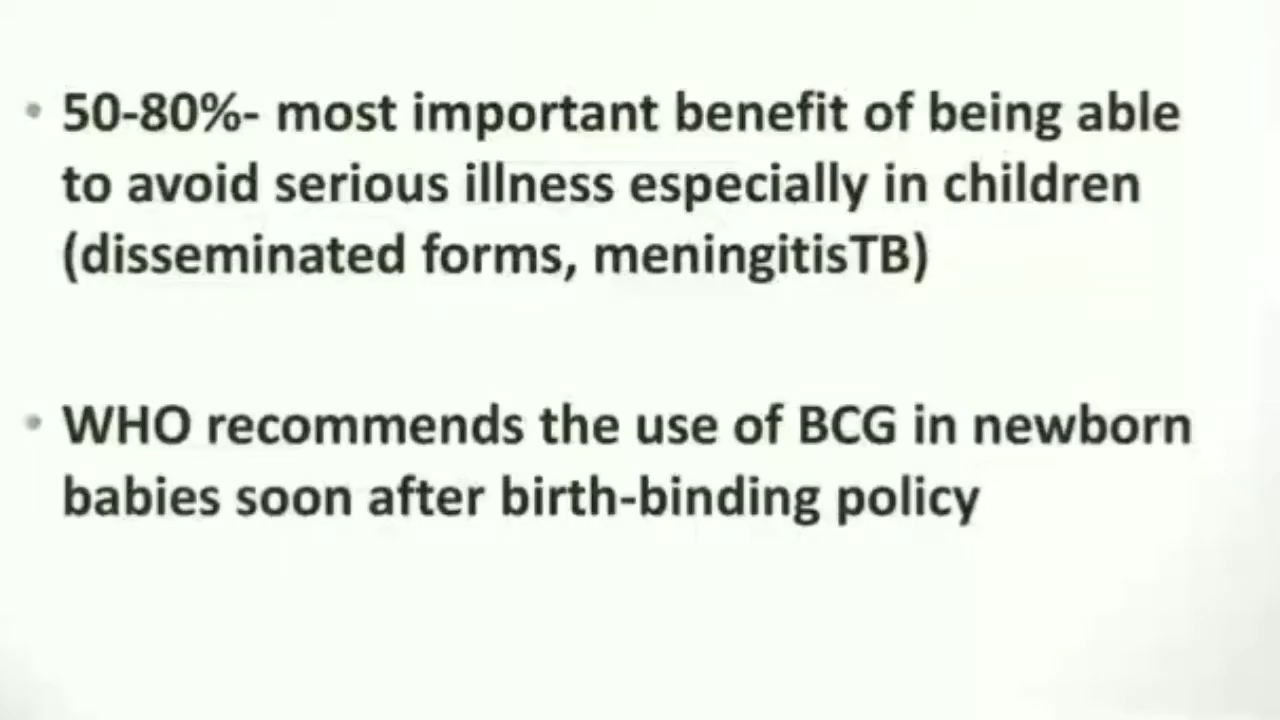 • 50-80%- most important benefit of being able
to avoid serious illness especially in children
(disseminated forms, meningitisTB)
• WHO recommends the use of BCG in newborn
babies soon after birth-binding policy